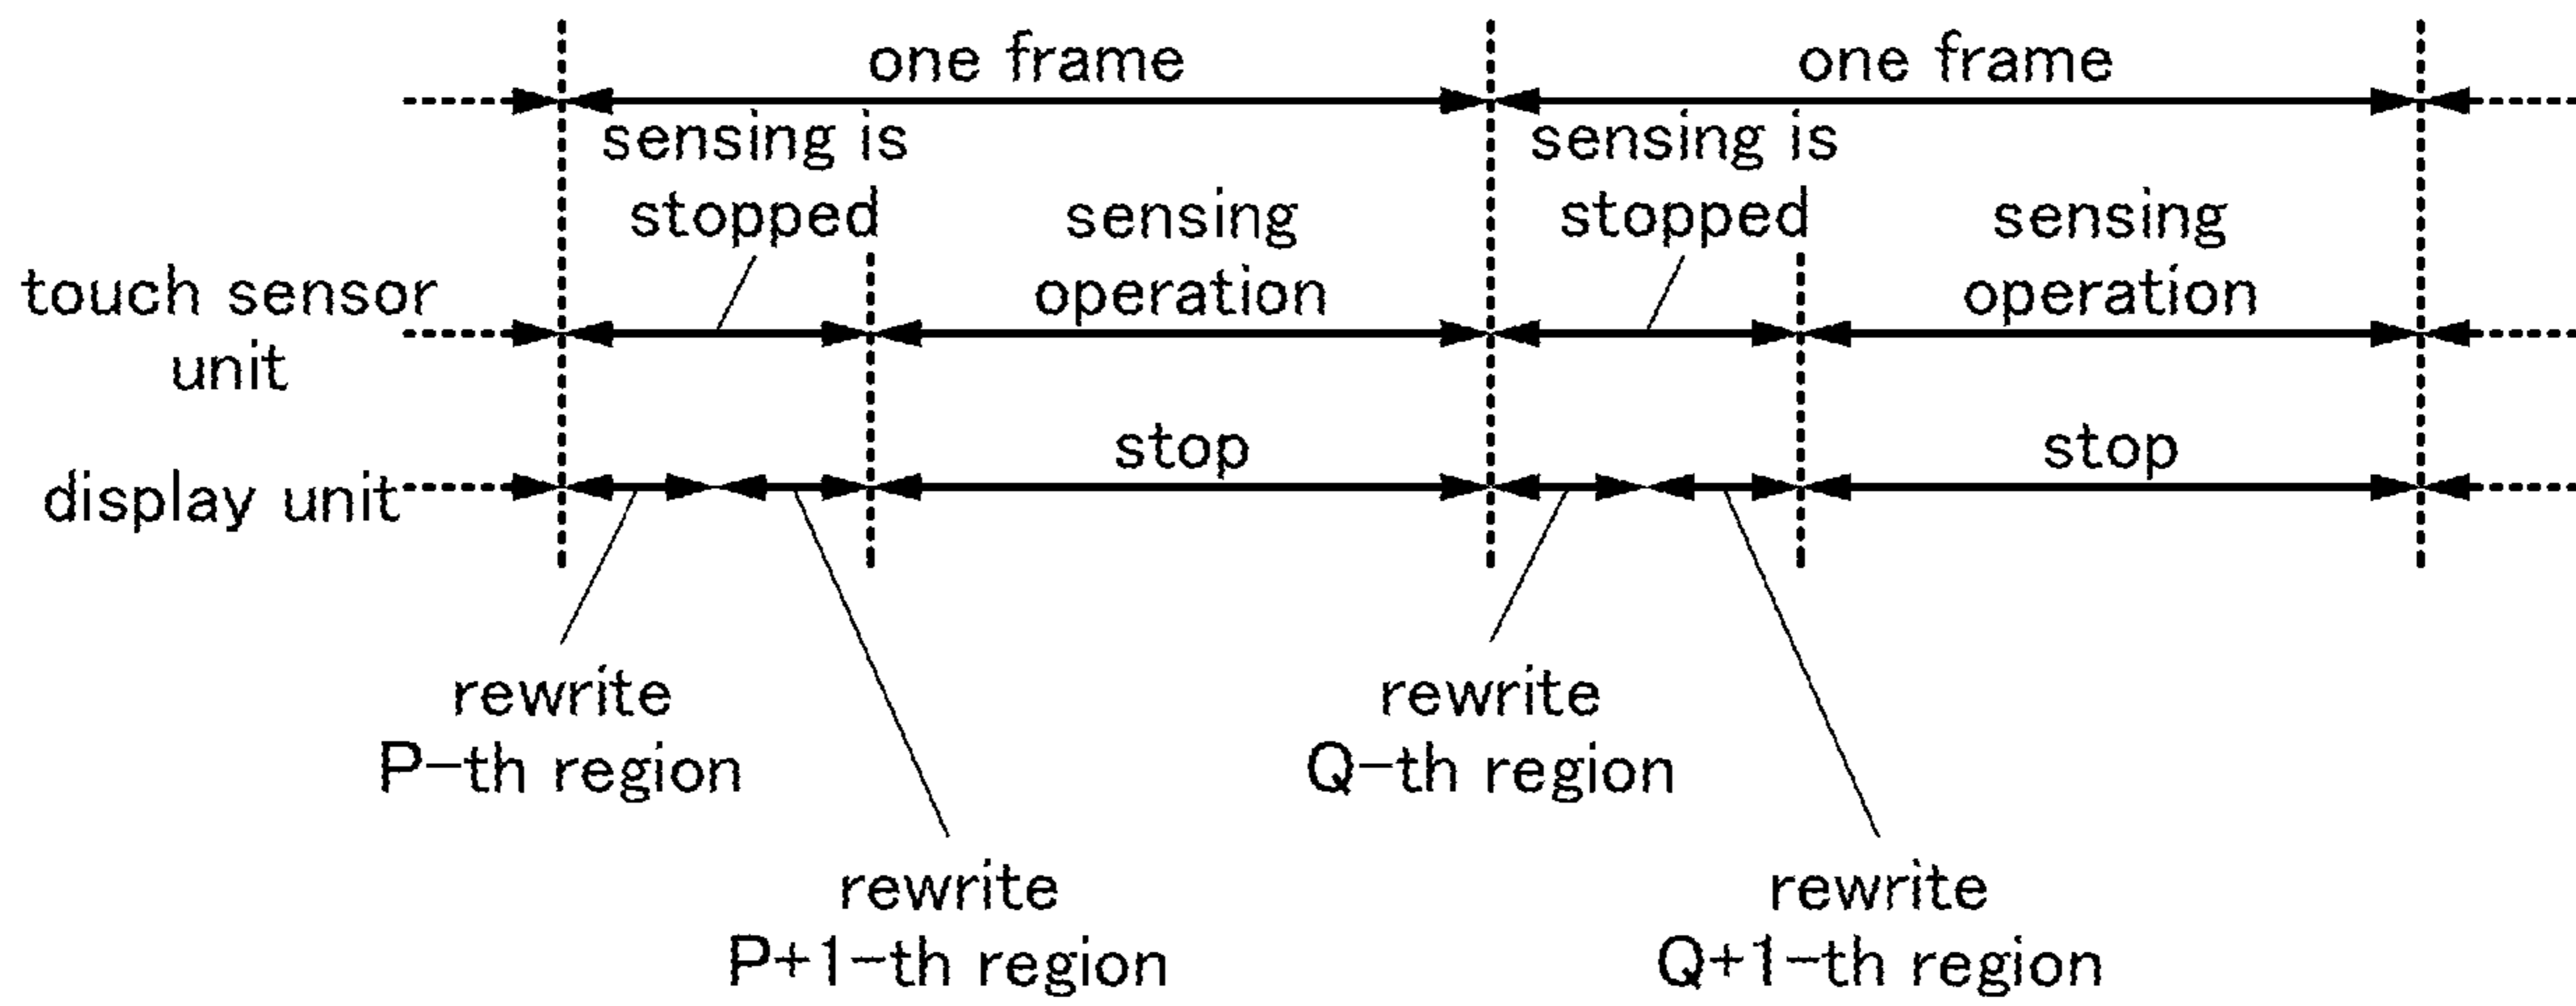 one frame
one frame
sensing is
stopped
sensing
operation
sensing is
stopped
sensing
operation
touch sensor
unit
display unit
stop
stop
rewrite
P-th region
rewrite
P+1-th region
rewrite
Q-th region
rewrite
Q+1-th region